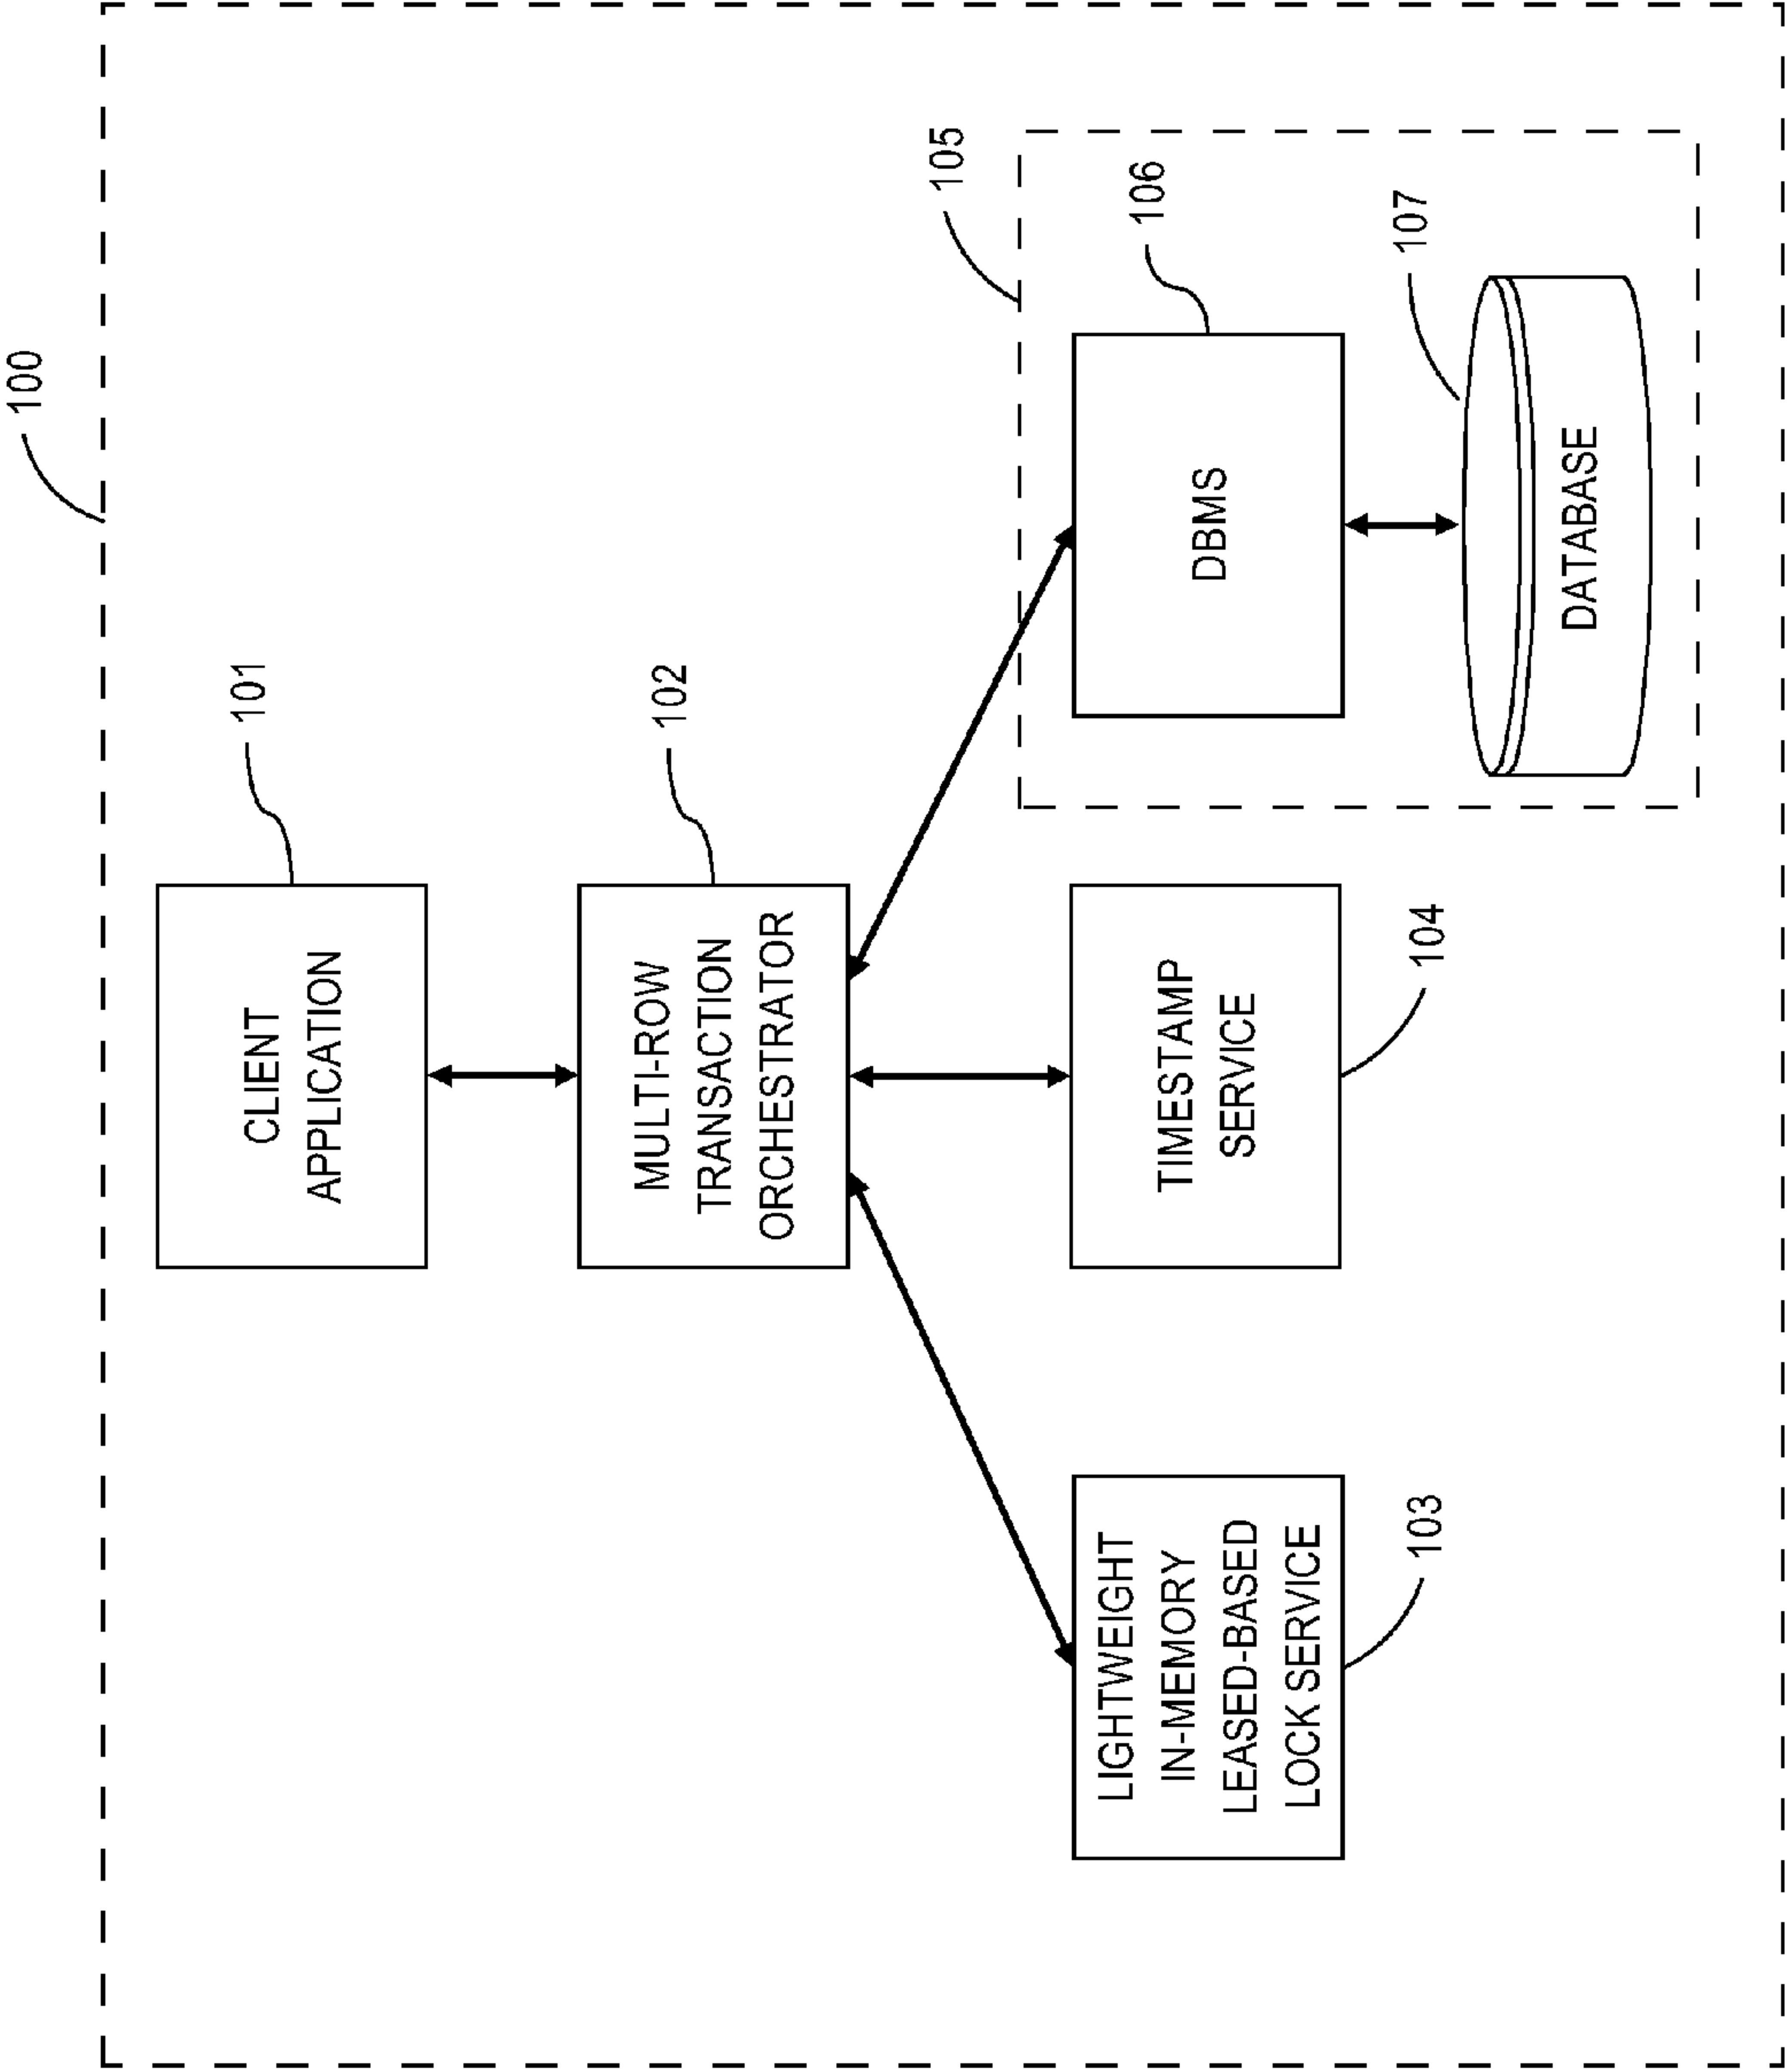 100
101
CLIENT
APPLICATION
102
MULTI-ROW
TRANSACTION
ORCHESTRATOR
105
106
DBMS
107
DATABASE
TIMESTAMP
SERVICE
104
LIGHTWEIGHT
IN-MEMORY
LEASED-BASED
LOCK SERVICE
103